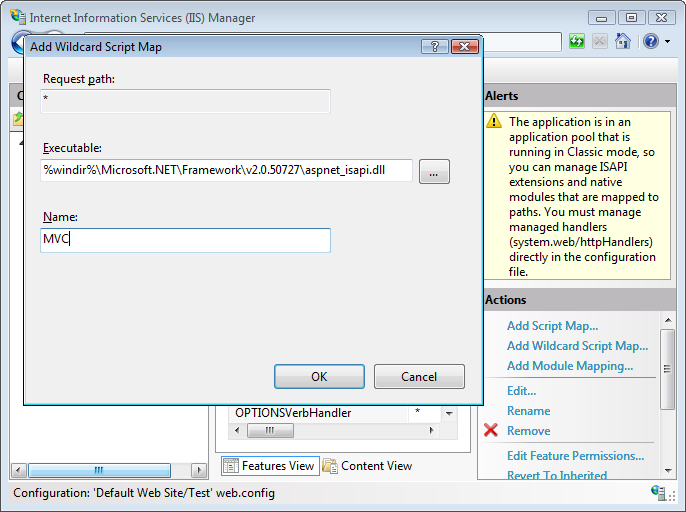 Internet Information Services (IIS) Manager
Add Wildcard Script Map
Request path:
*
Executable:
%windir%\Microsoft.NET\Framework\v2.0.50727\aspnet_isapi.dll
...
Name:
MVC
OK
Cancel
Alerts
The application is in an
application pool that is
running in Classic mode, so
you can manage ISAPI
extensions and native
modules that are mapped to
paths. You must manage
managed handlers
(system.web/httpHandlers)
directly in the configuration
file.
Actions
Add Script Map...
Add Wildcard Script Map...
Add Module Mapping...
Edit...
Rename
Remove
Edit Feature Permissions...
Revert To Inherited
OPTIONSVerbHandler *
Features View
Content View
Configuration: 'Default Web Site/Test' web.config